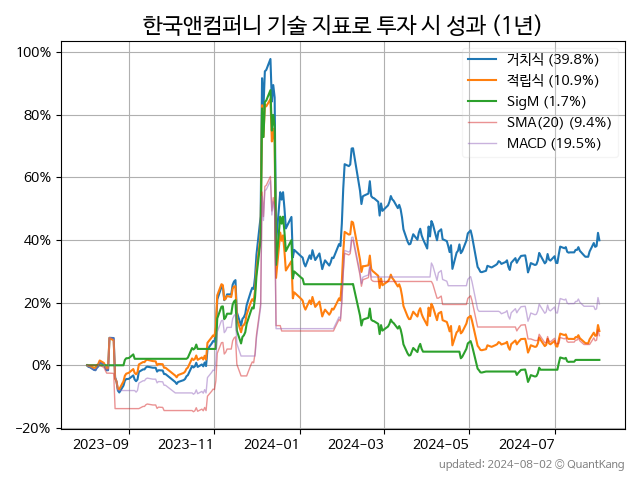 한국앤컴퍼니 기술 지표로 투자 시 성과 (1년)
거치식 (39.8%)
적립식 (10.9%)
SigM (1.7%)
SMA(20) (9.4%)
MACD (19.5%)
100%
80%
60%
40%
20%
0%
−20%
2023-09 2023-11 2024-01 2024-03 2024-05 2024-07
updated: 2024-08-02 © QuantKang